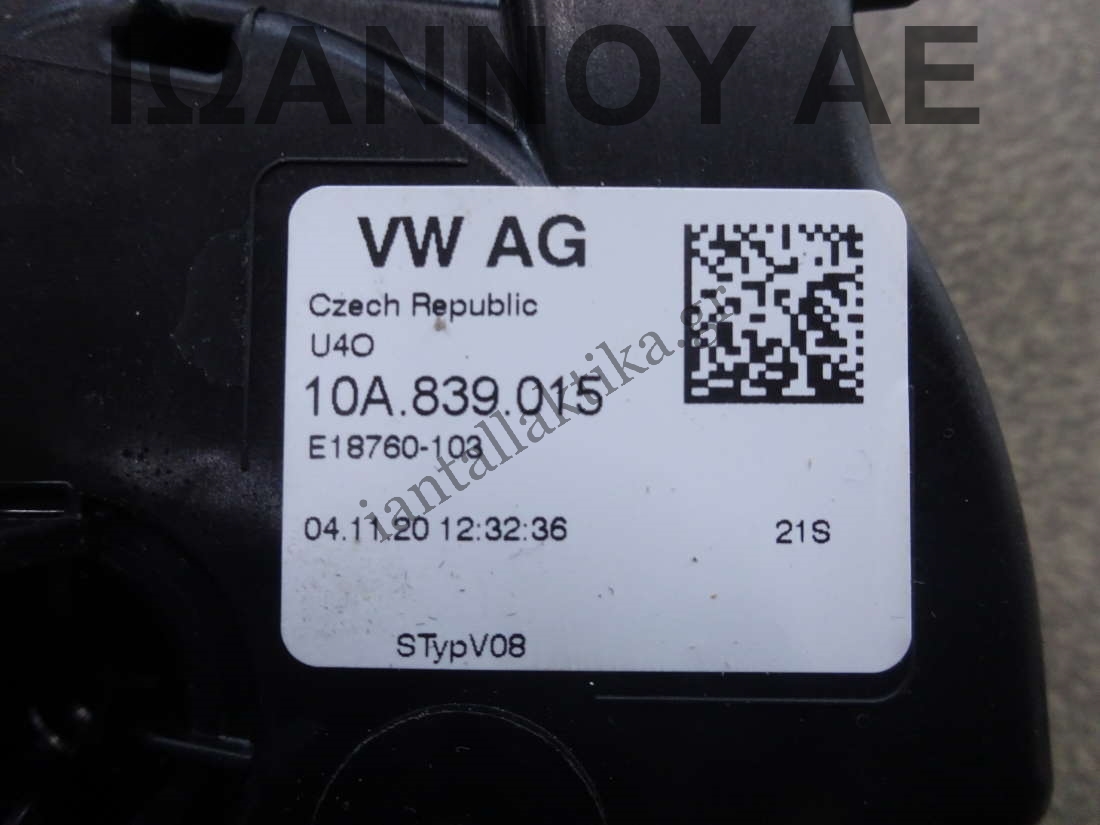 ΙΩΑΝΝΟΥ ΑΕ
VW AG
Czech Republic
U4O
10A.839.015
E18760-103
04.11.20 12:32:36
21S
STypV08
iantallaktika.gr